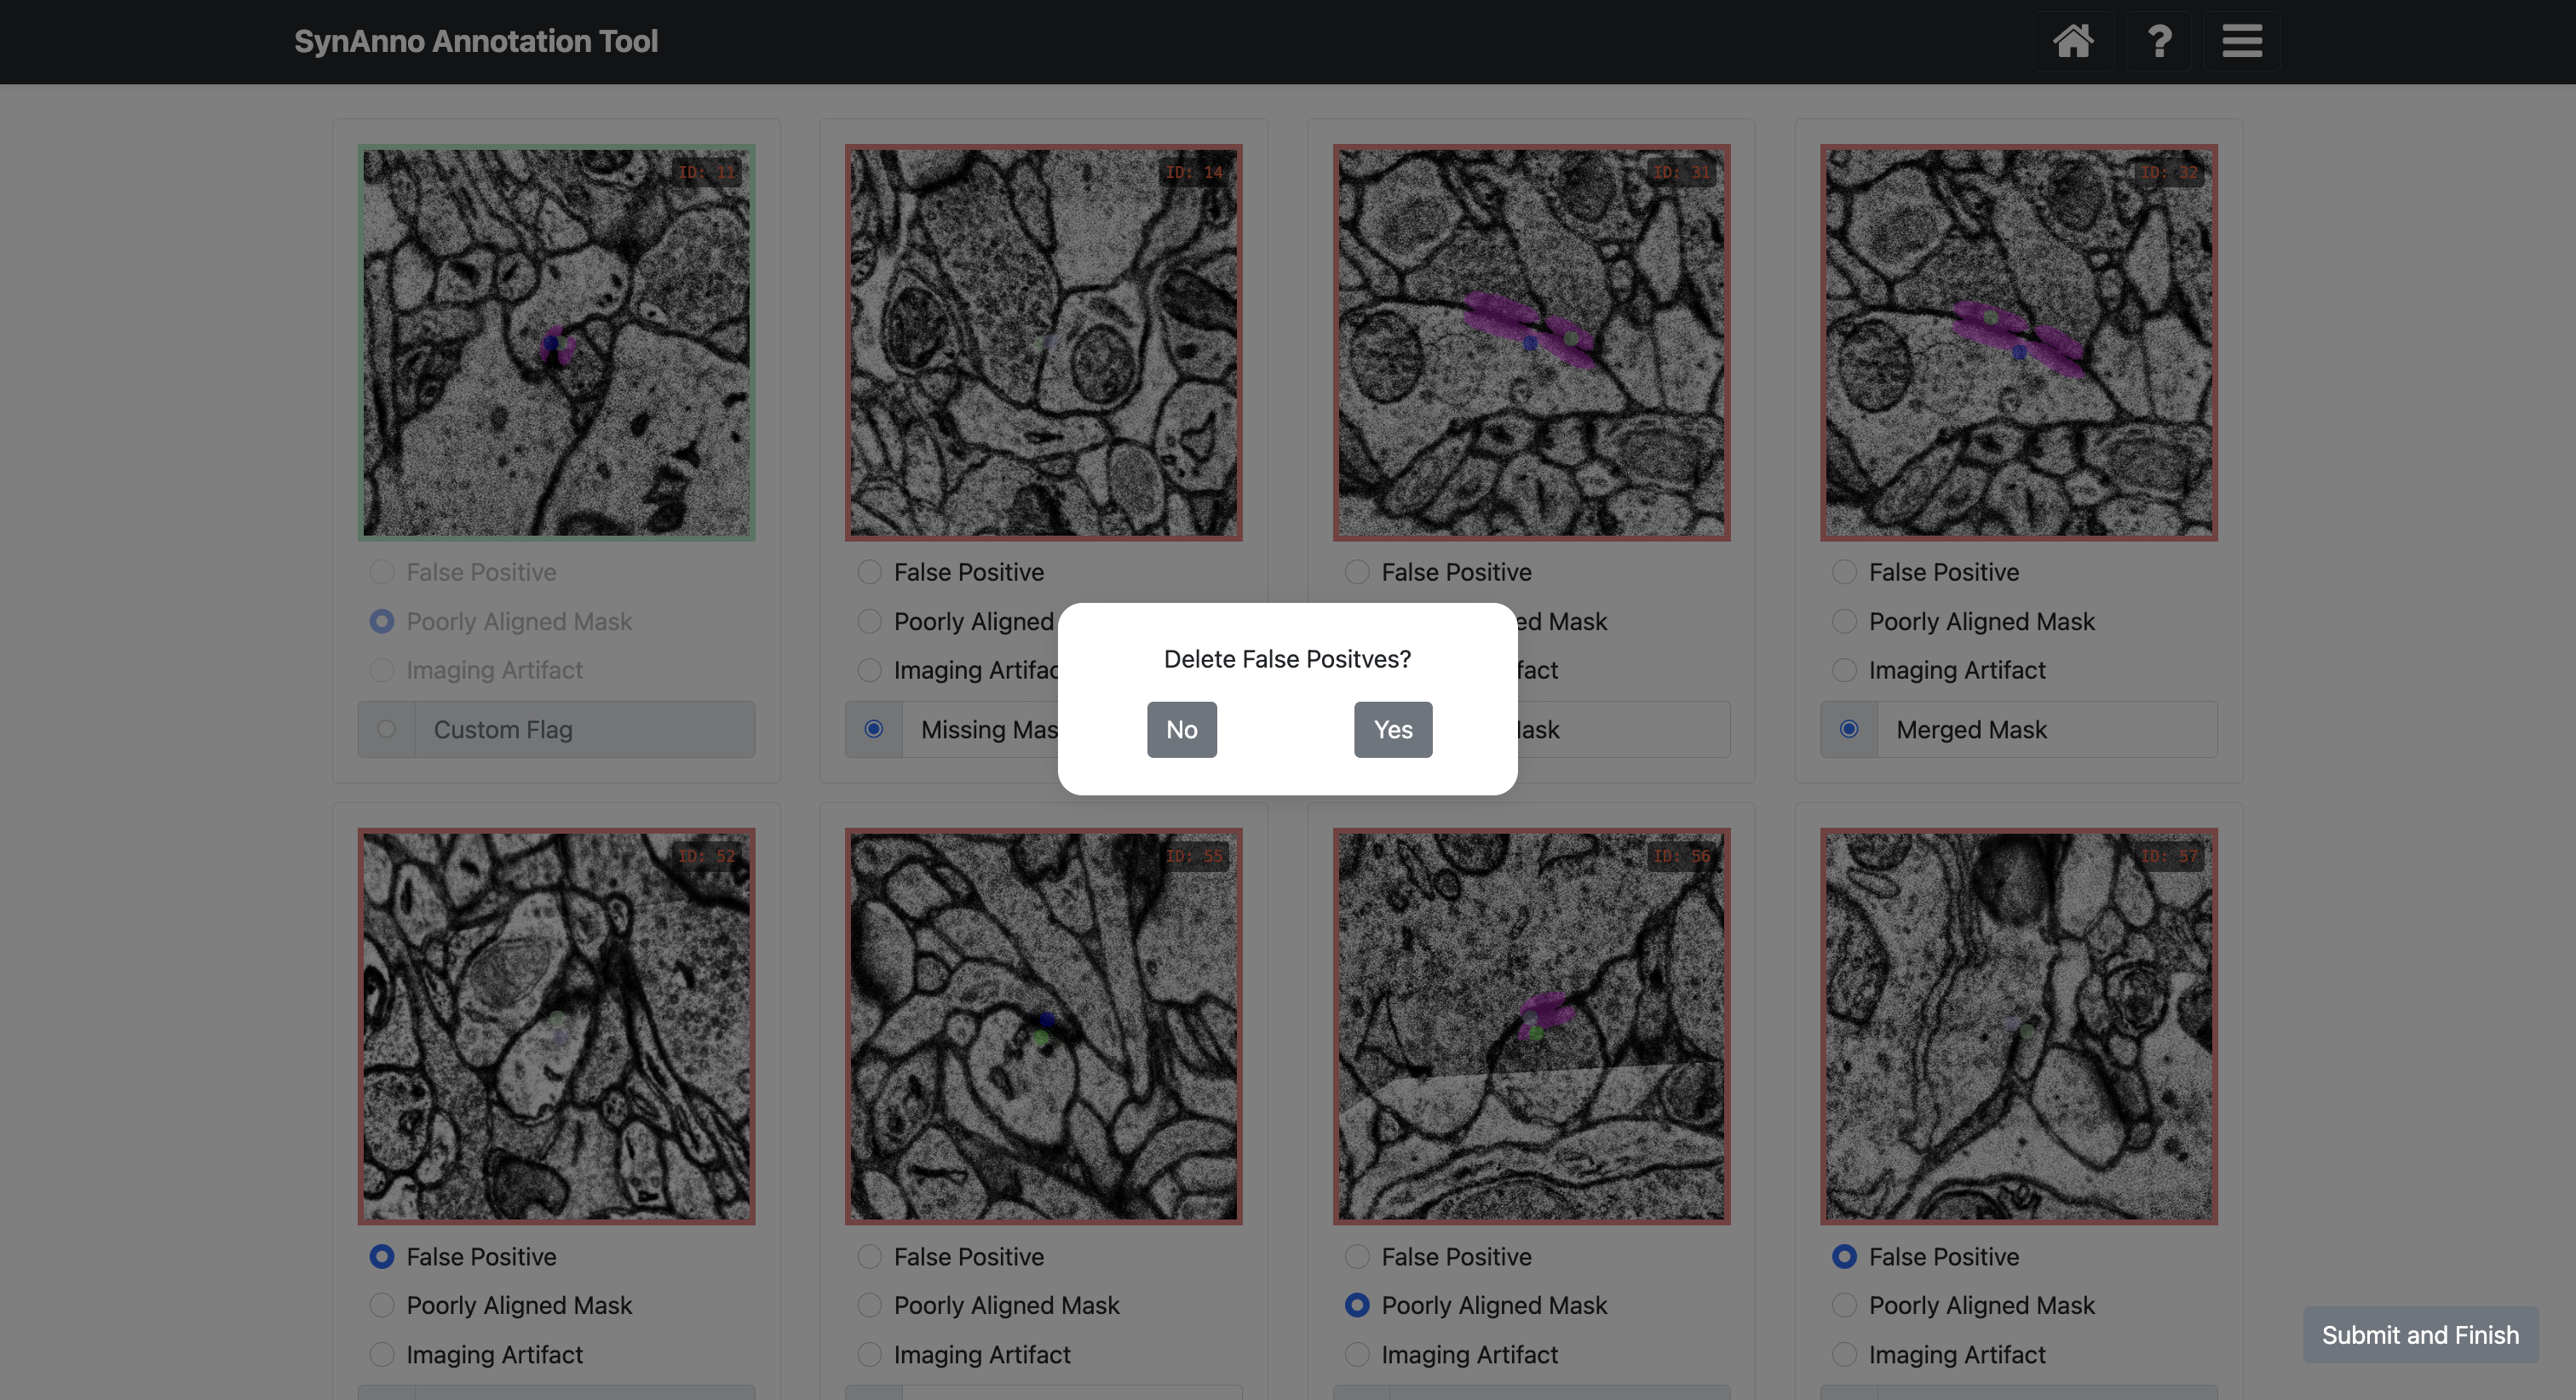 SynAnno Annotation Tool
?
ID: 11
ID: 14
ID: 31
ID: 32
False Positive
Poorly Aligned Mask
Imaging Artifact
Custom Flag
False Positive
Poorly Aligned
Imaging Artifac
Missing Mas
False Positive
ed Mask
fact
Mask
False Positive
Poorly Aligned Mask
Imaging Artifact
Merged Mask
Delete False Positves?
No
Yes
ID: 52
ID: 55
ID: 56
ID: 57
False Positive
Poorly Aligned Mask
Imaging Artifact
False Positive
Poorly Aligned Mask
Imaging Artifact
False Positive
Poorly Aligned Mask
Imaging Artifact
False Positive
Poorly Aligned Mask
Imaging Artifact
Submit and Finish